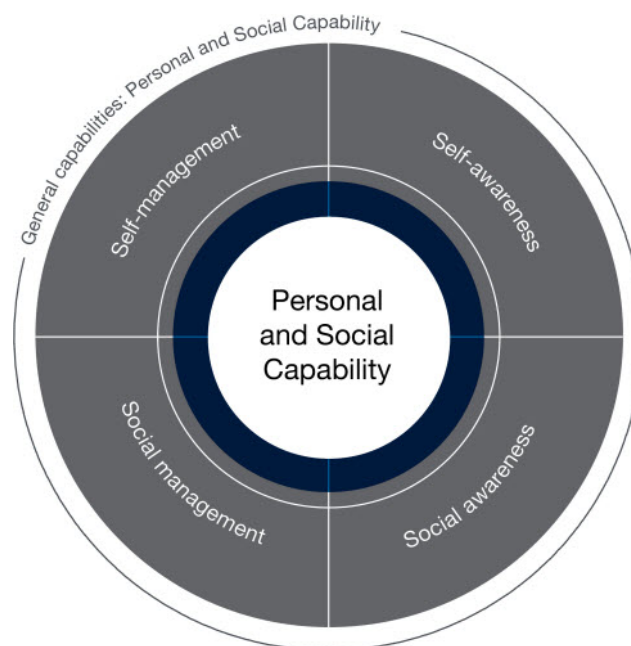 General capabilities: Personal and Social Capability
Self-management
Self-awareness
Personal
and Social
Capability
Social management
Social awareness